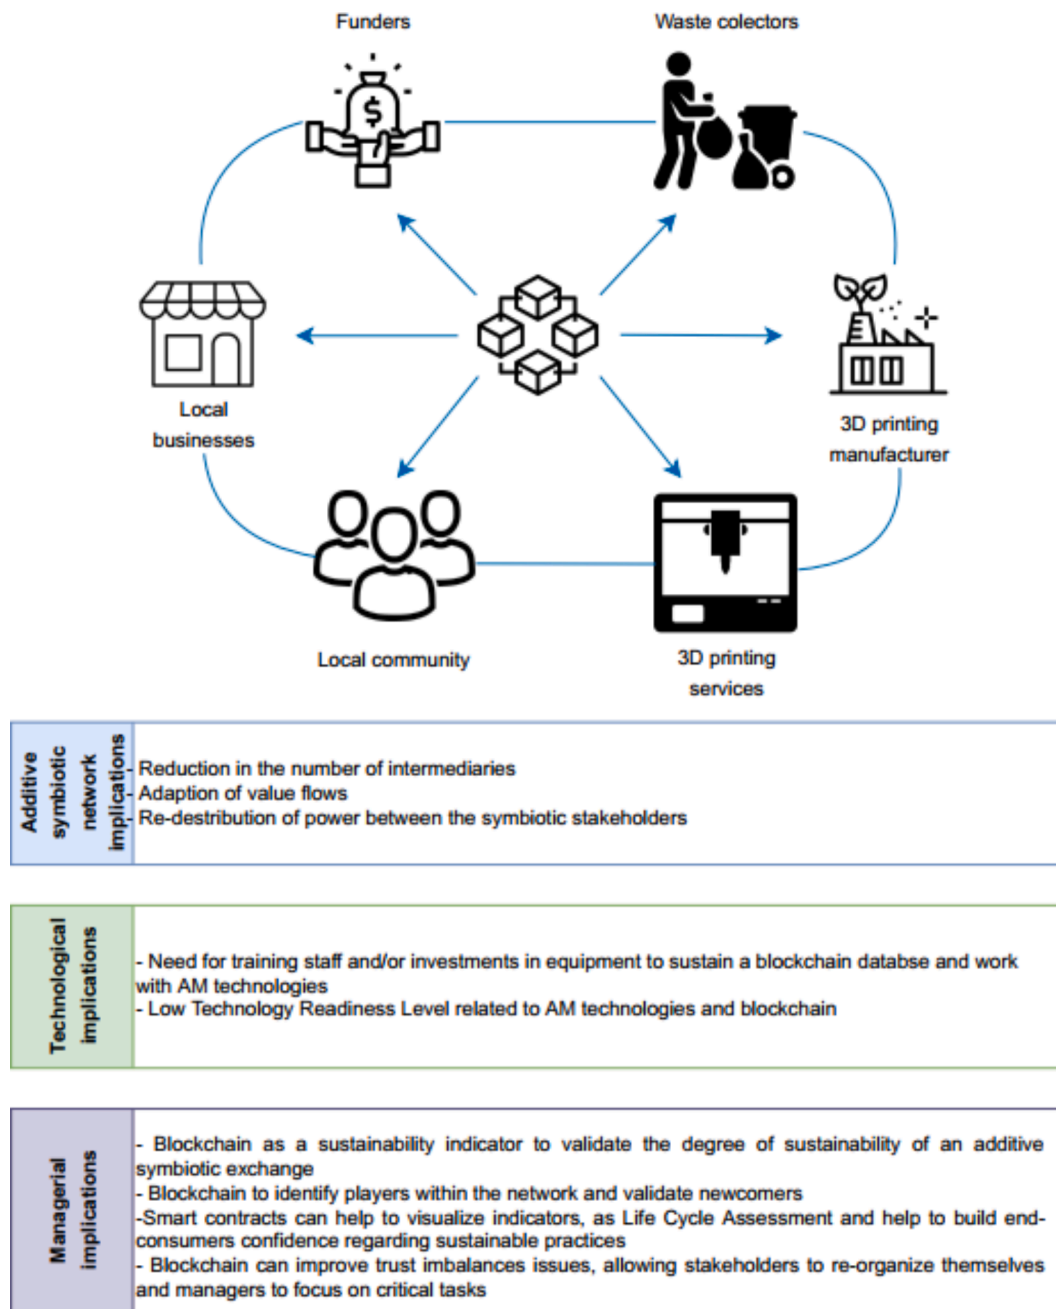 Funders
Waste colectors
Local
businesses
3D printing
manufacturer
Local community
3D printing
services
Additive
symbiotic
network
implications
- Reduction in the number of intermediaries
- Adaption of value flows
- Re-destribution of power between the symbiotic stakeholders
Technological
implications
- Need for training staff and/or investments in equipment to sustain a blockchain databse and work
with AM technologies
- Low Technology Readiness Level related to AM technologies and blockchain
Managerial
implications
- Blockchain as a sustainability indicator to validate the degree of sustainability of an additive
symbiotic exchange
- Blockchain to identify players within the network and validate newcomers
-Smart contracts can help to visualize indicators, as Life Cycle Assessment and help to build end-
consumers confidence regarding sustainable practices
- Blockchain can improve trust imbalances issues, allowing stakeholders to re-organize themselves
and managers to focus on critical tasks